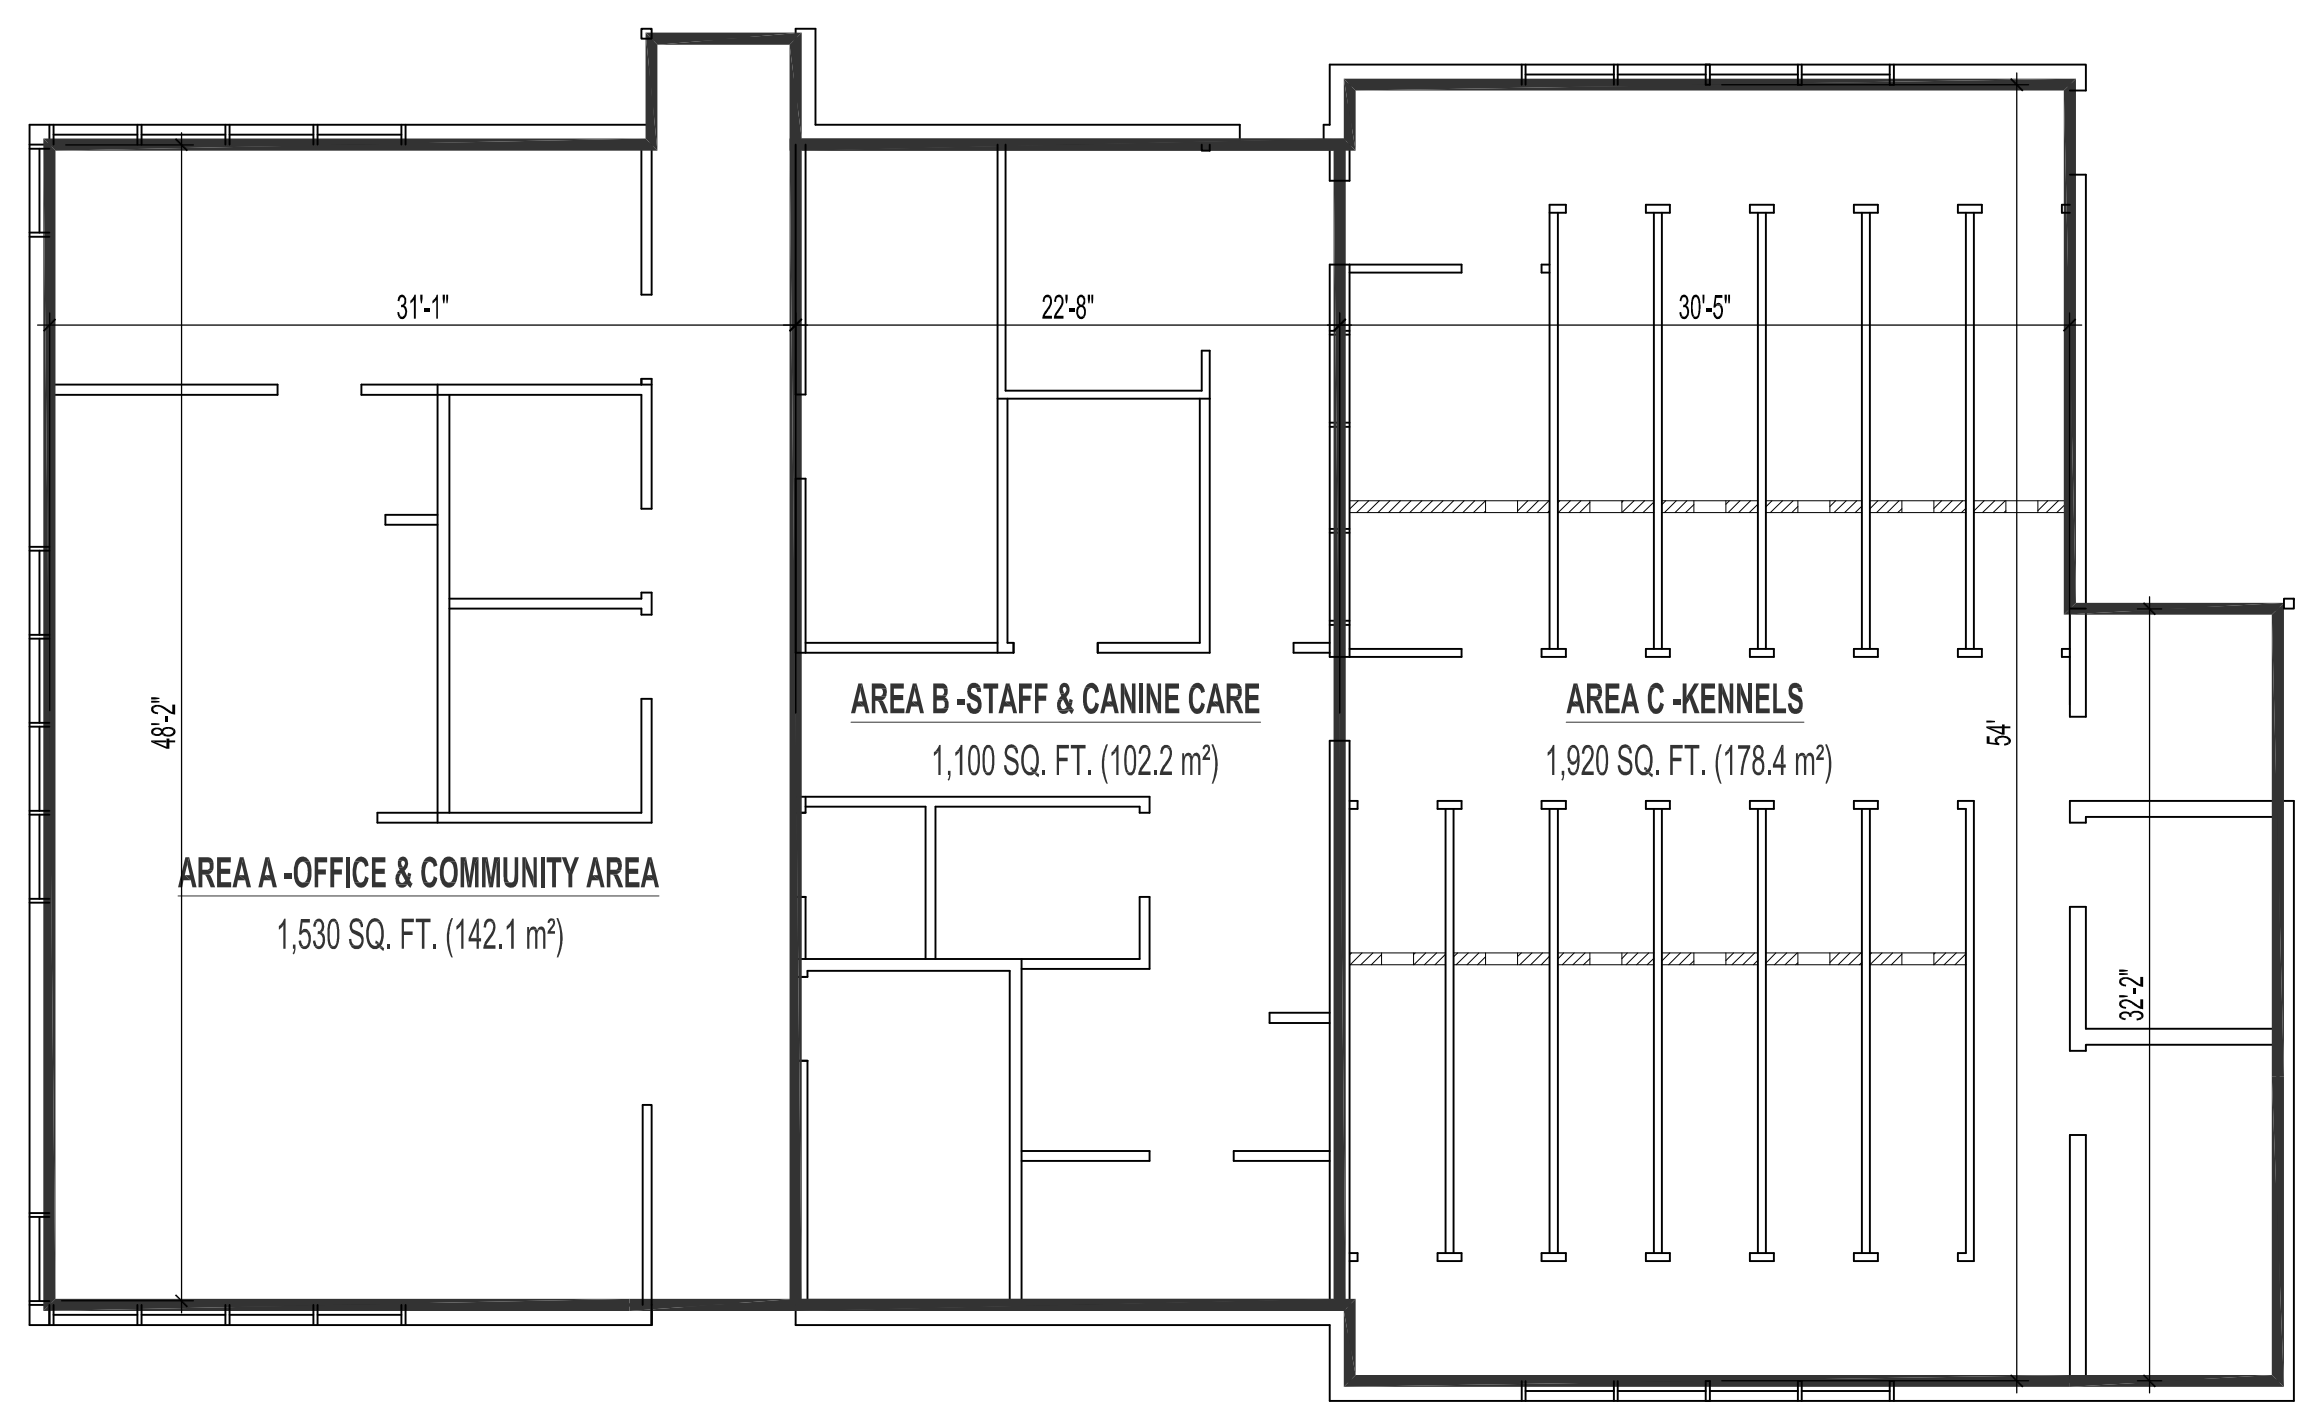 31'-1"
22'-8"
30'-5"
48'-2"
AREA B -STAFF & CANINE CARE
1,100 SQ. FT. (102.2 m²)
AREA C -KENNELS
1,920 SQ. FT. (178.4 m²)
54'
AREA A -OFFICE & COMMUNITY AREA
1,530 SQ. FT. (142.1 m²)
32'-2"